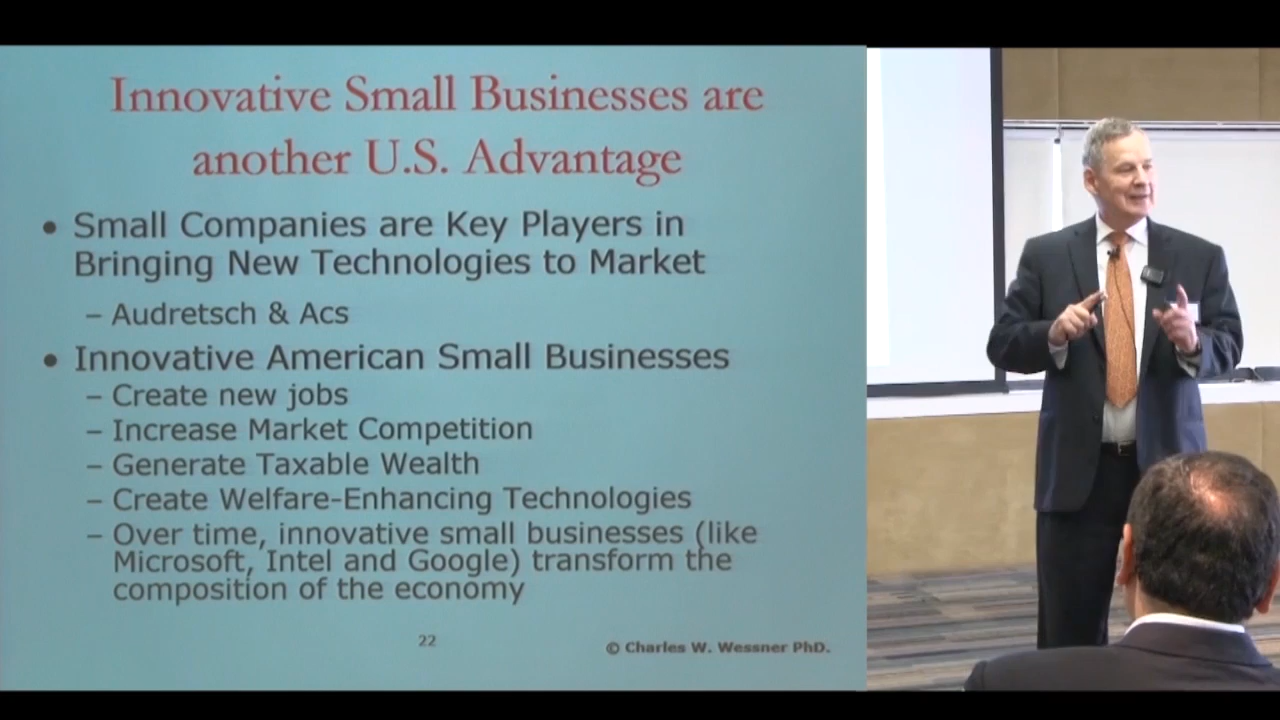 Innovative Small Businesses are
another U.S. Advantage
• Small Companies are Key Players in
Bringing New Technologies to Market
– Audretsch & Acs
• Innovative American Small Businesses
– Create new jobs
– Increase Market Competition
– Generate Taxable Wealth
– Create Welfare-Enhancing Technologies
– Over time, innovative small businesses (like
Microsoft, Intel and Google) transform the
composition of the economy
22
© Charles W. Wessner PhD.